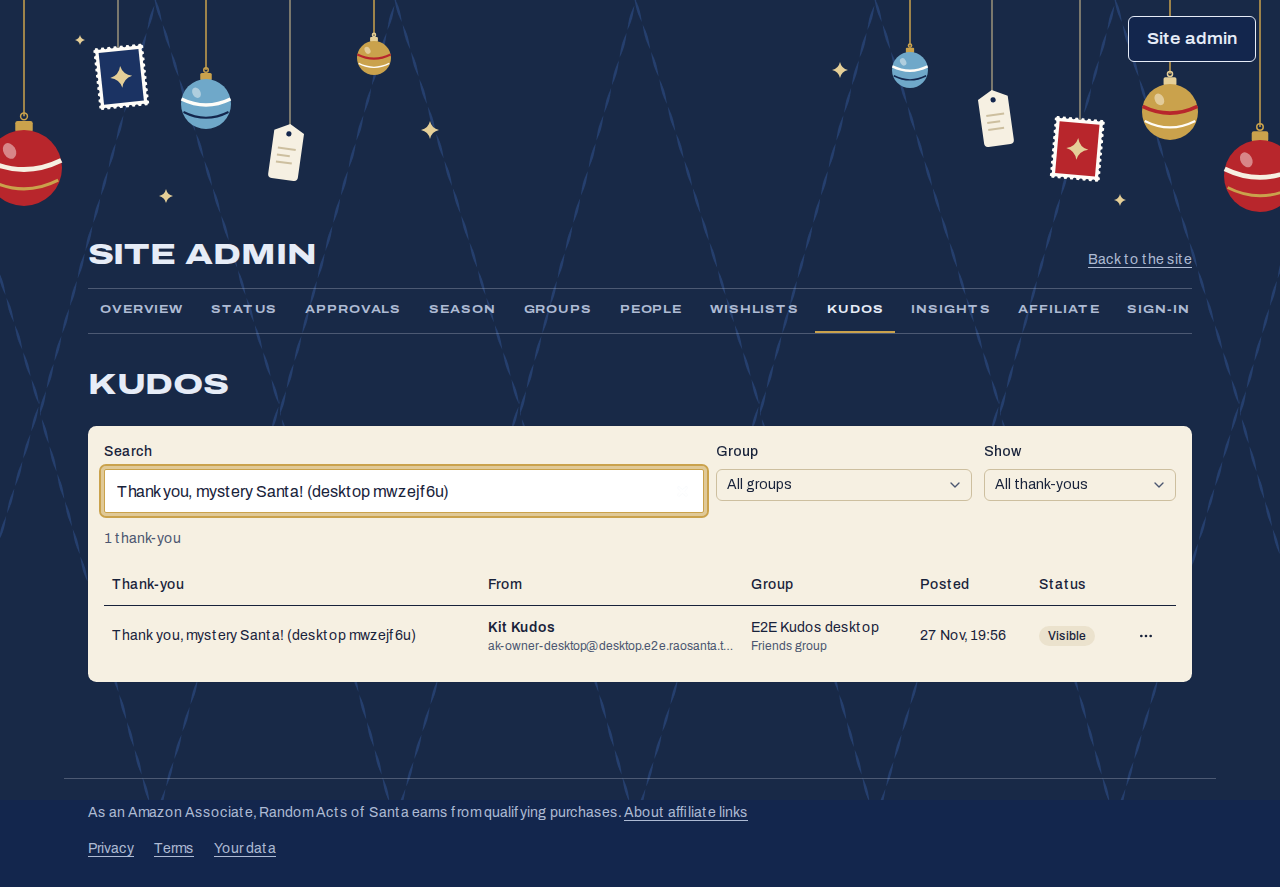 Site admin
SITE ADMIN
Back to the site
OVERVIEW STATUS APPROVALS SEASON GROUPS PEOPLE WISHLISTS KUDOS INSIGHTS AFFILIATE SIGN-IN
KUDOS
Search Group Show
Thank you, mystery Santa! (desktop mwzejf6u) All groups All thank-yous
1 thank-you
Thank-you From Group Posted Status
Thank you, mystery Santa! (desktop mwzejf6u) Kit Kudos E2E Kudos desktop 27 Nov, 19:56 Visible ...
ak-owner-desktop@desktop.e2e.raosanta.t... Friends group
As an Amazon Associate, Random Acts of Santa earns from qualifying purchases. About affiliate links
Privacy Terms Your data